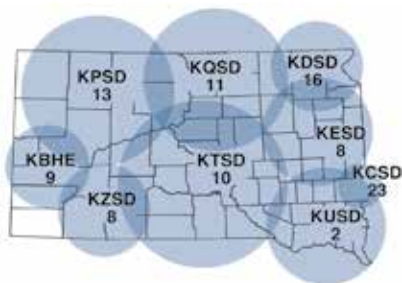 KPSD
13
KQSD
11
KDSD
16
KESD
8
KBHE
9
KTSD
10
KCSD
23
KZSD
8
KUSD
2